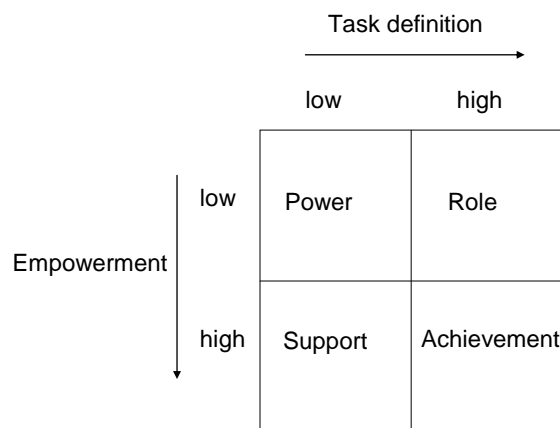 Task definition
low high
low Power Role
Empowerment
high Support Achievement